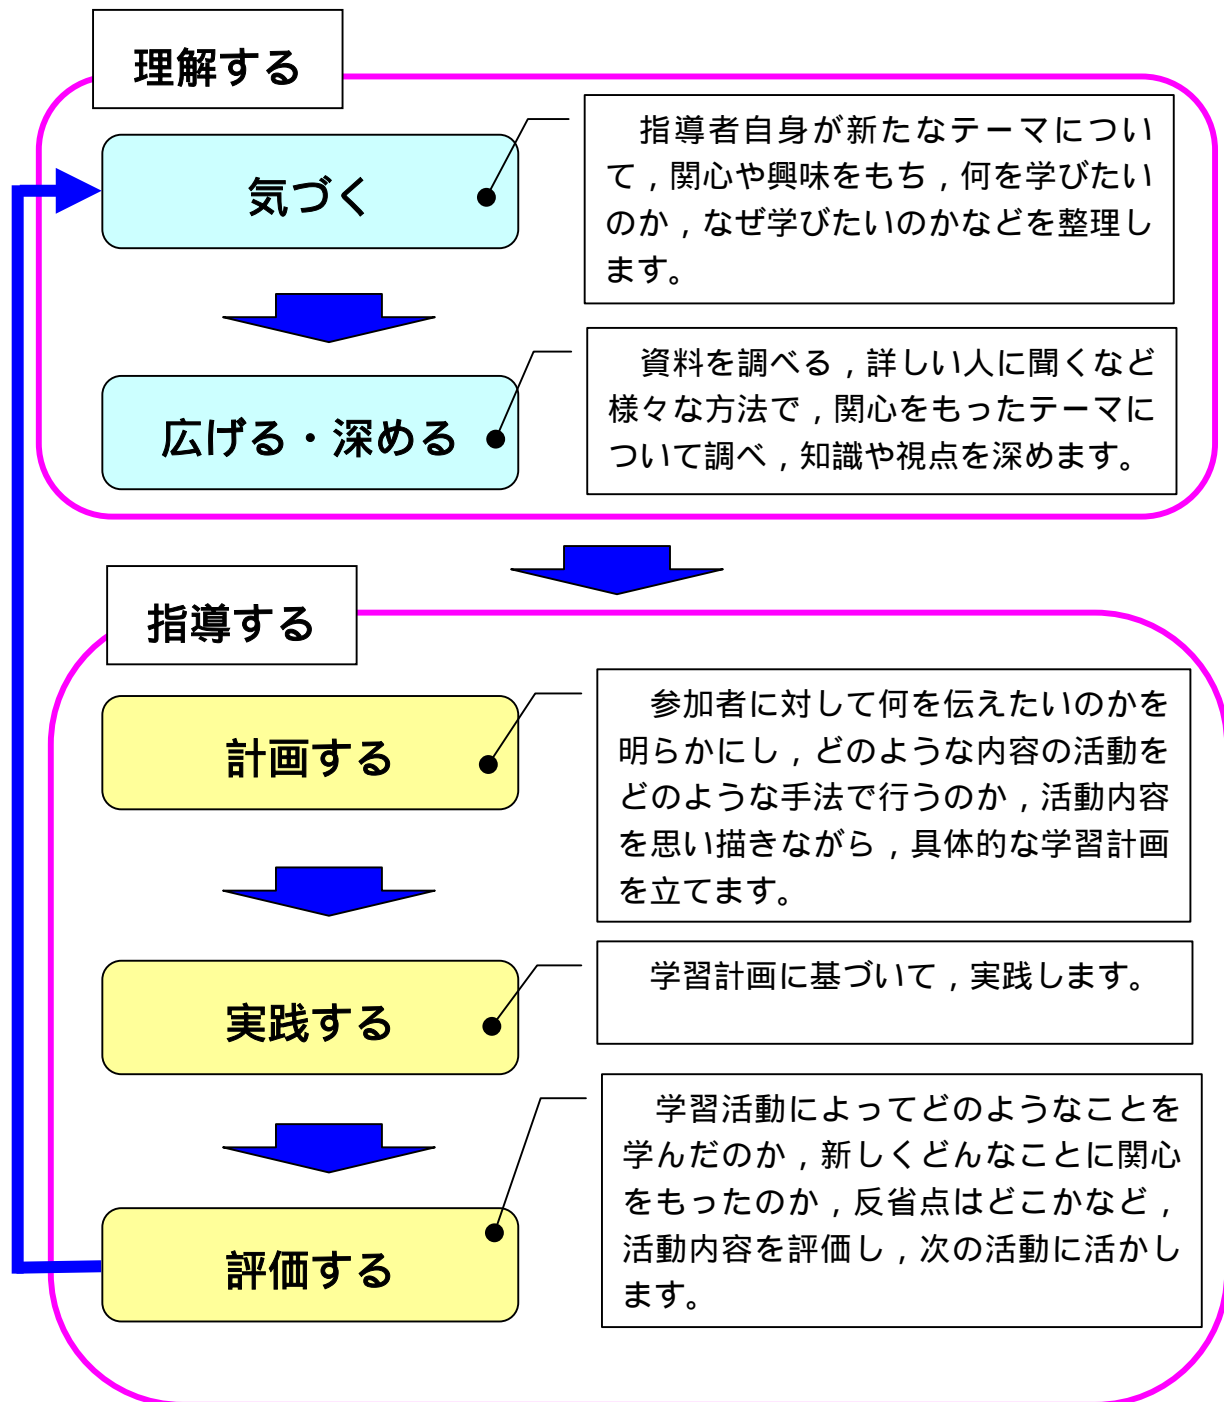 理解する
気づく
　指導者自身が新たなテーマについ
て，関心や興味をもち，何を学びたい
のか，なぜ学びたいのかなどを整理し
ます。
広げる・深める
　資料を調べる，詳しい人に聞くなど
様々な方法で，関心をもったテーマに
ついて調べ，知識や視点を深めます。
指導する
計画する
　参加者に対して何を伝えたいのかを
明らかにし，どのような内容の活動を
どのような手法で行うのか，活動内容
を思い描きながら，具体的な学習計画
を立てます。
実践する
　学習計画に基づいて，実践します。
評価する
　学習活動によってどのようなことを
学んだのか，新しくどんなことに関心
をもったのか，反省点はどこかなど，
活動内容を評価し，次の活動に活かし
ます。